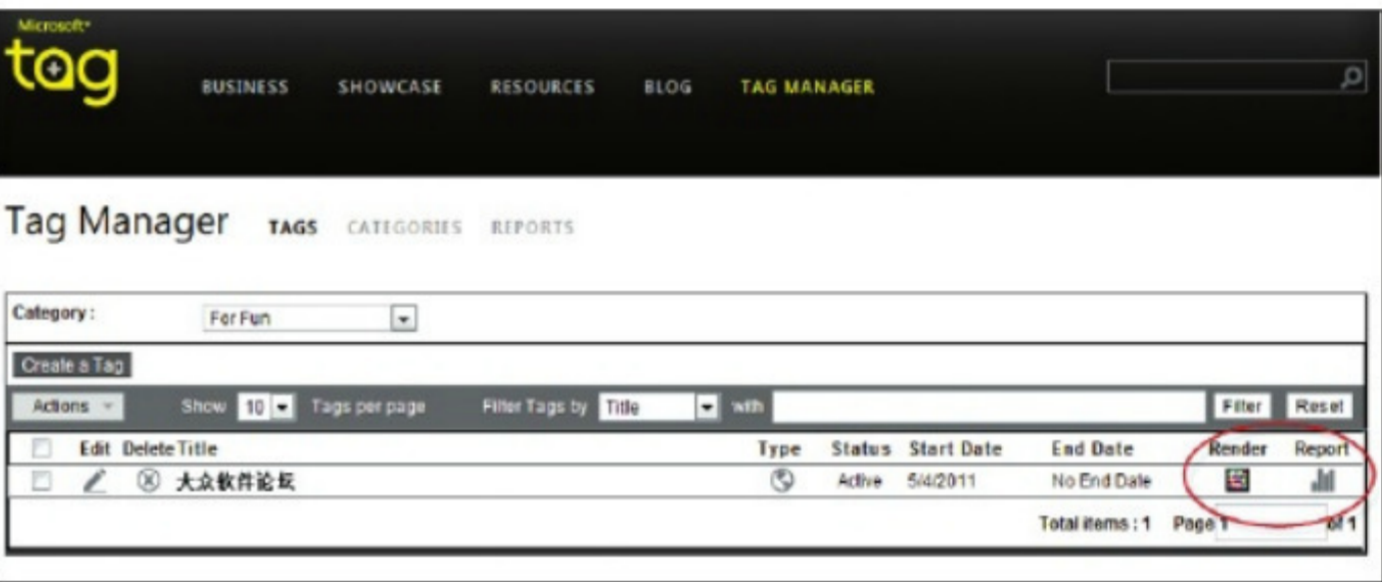 Microsoft®
tag
BUSINESS SHOWCASE RESOURCES BLOG TAG MANAGER
Tag Manager TAGS CATEGORIES REPORTS
Category : For Fun
Create a Tag
Actions Show 10 Tags per page Filter Tags by Title with Filter Reset
Edit Delete Title Type Status Start Date End Date Render Report
大众软件论坛 Active 5/4/2011 No End Date
Total items : 1 Page 1 of 1